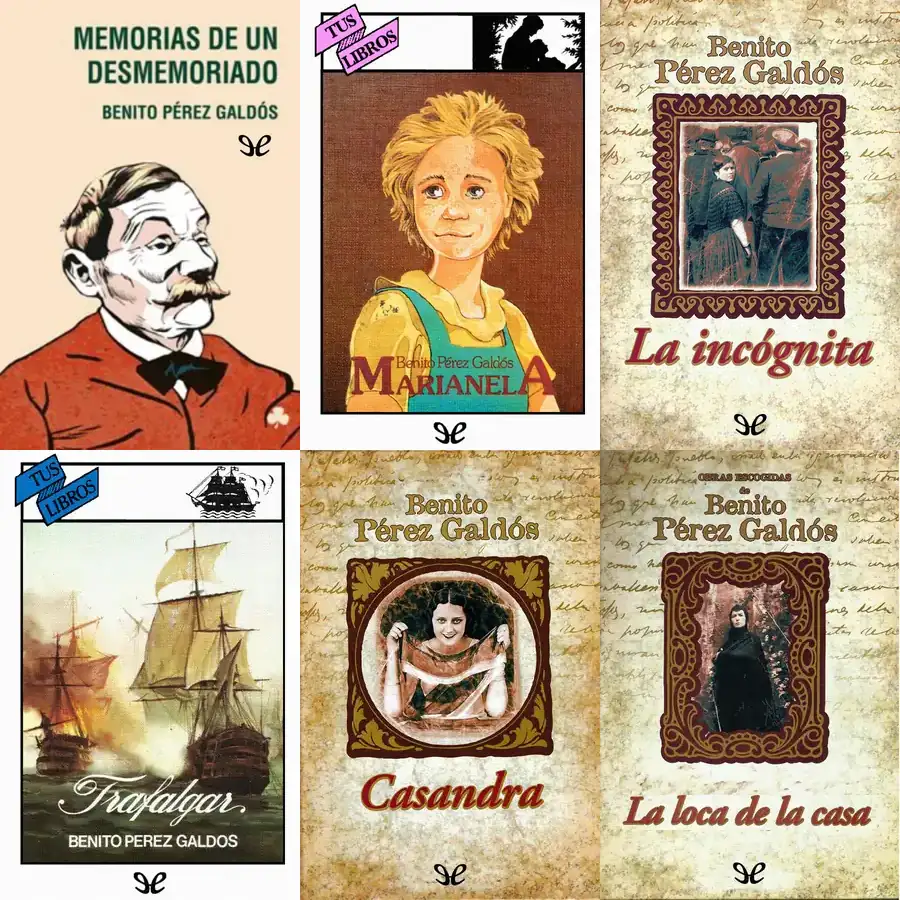 MEMORIAS DE UN
DESMEMORIADO
BENITO PÉREZ GALDÓS
TUS
LIBROS
Benito Pérez Galdós
MARIANELA
Benito
Pérez Galdós
La incógnita
TUS
LIBROS
Trafalgar
BENITO PEREZ GALDOS
Benito
Pérez Galdós
Casandra
OBRAS ESCOGIDAS
de
Benito
Pérez Galdós
La loca de la casa